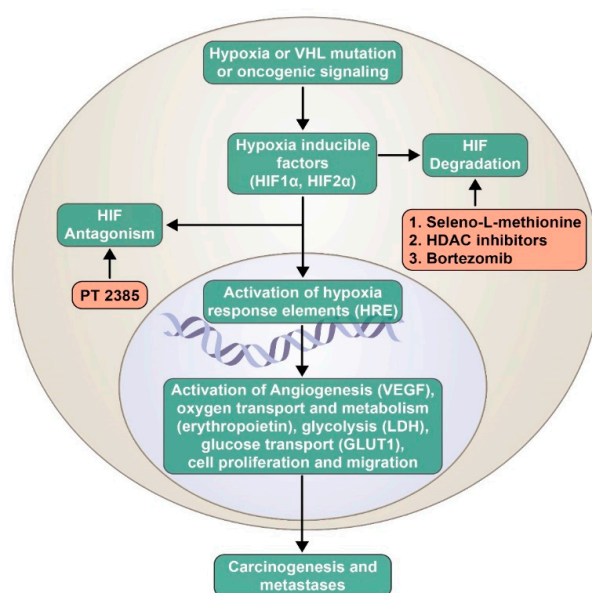 Hypoxia or VHL mutation
or oncogenic signaling
Hypoxia inducible
factors
(HIF1α, HIF2α)
HIF
Degradation
HIF
Antagonism
1. Seleno-L-methionine
2. HDAC inhibitors
3. Bortezomib
PT 2385
Activation of hypoxia
response elements (HRE)
Activation of Angiogenesis (VEGF),
oxygen transport and metabolism
(erythropoietin), glycolysis (LDH),
glucose transport (GLUT1),
cell proliferation and migration
Carcinogenesis and
metastases